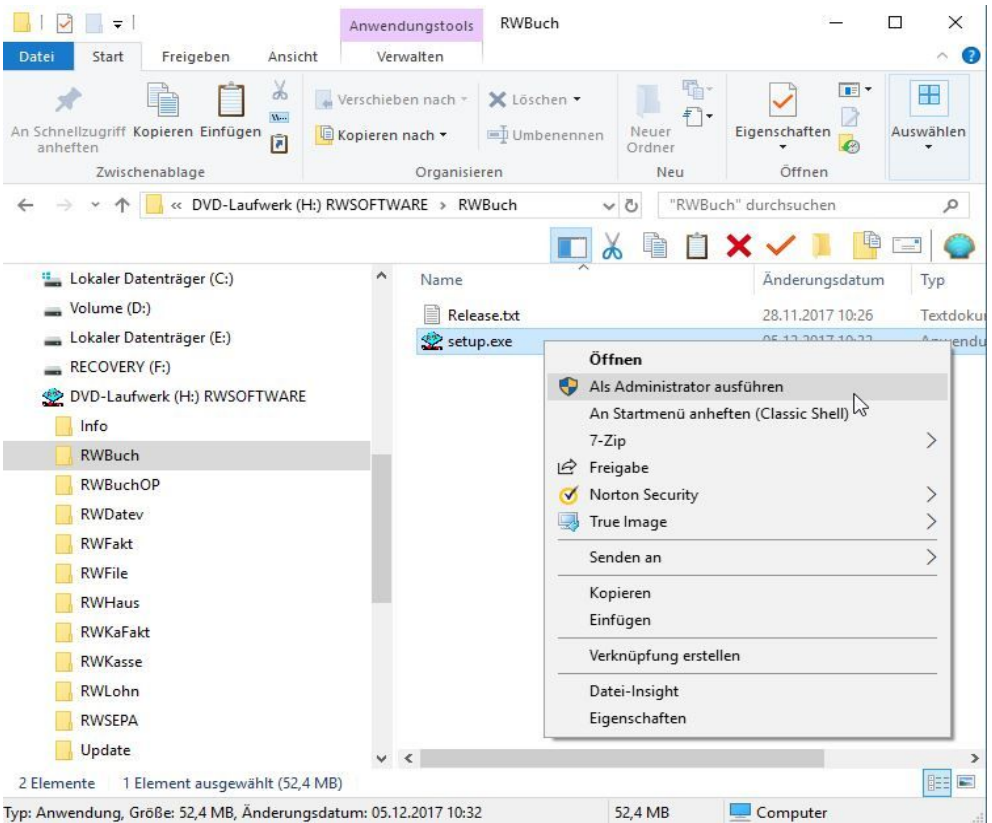 Anwendungstools RWBuch
Datei Start Freigeben Ansicht Verwalten
An Schnellzugriff anheften
Kopieren Einfügen
Verschieben nach
Kopieren nach
Löschen
Umbenennen
Neuer Ordner
Eigenschaften
Auswählen
Zwischenablage Organisieren Neu Öffnen
« DVD-Laufwerk (H:) RWSOFTWARE › RWBuch
"RWBuch" durchsuchen
Lokaler Datenträger (C:)
Volume (D:)
Lokaler Datenträger (E:)
RECOVERY (F:)
DVD-Laufwerk (H:) RWSOFTWARE
Info
RWBuch
RWBuchOP
RWDatev
RWFakt
RWFile
RWHaus
RWKaFakt
RWKasse
RWLohn
RWSEPA
Update
Name Änderungsdatum Typ
Release.txt 28.11.2017 10:26 Textdoku
setup.exe
Öffnen
Als Administrator ausführen
An Startmenü anheften (Classic Shell)
7-Zip
Freigabe
Norton Security
True Image
Senden an
Kopieren
Einfügen
Verknüpfung erstellen
Datei-Insight
Eigenschaften
2 Elemente 1 Element ausgewählt (52,4 MB)
Typ: Anwendung, Größe: 52,4 MB, Änderungsdatum: 05.12.2017 10:32 52,4 MB Computer